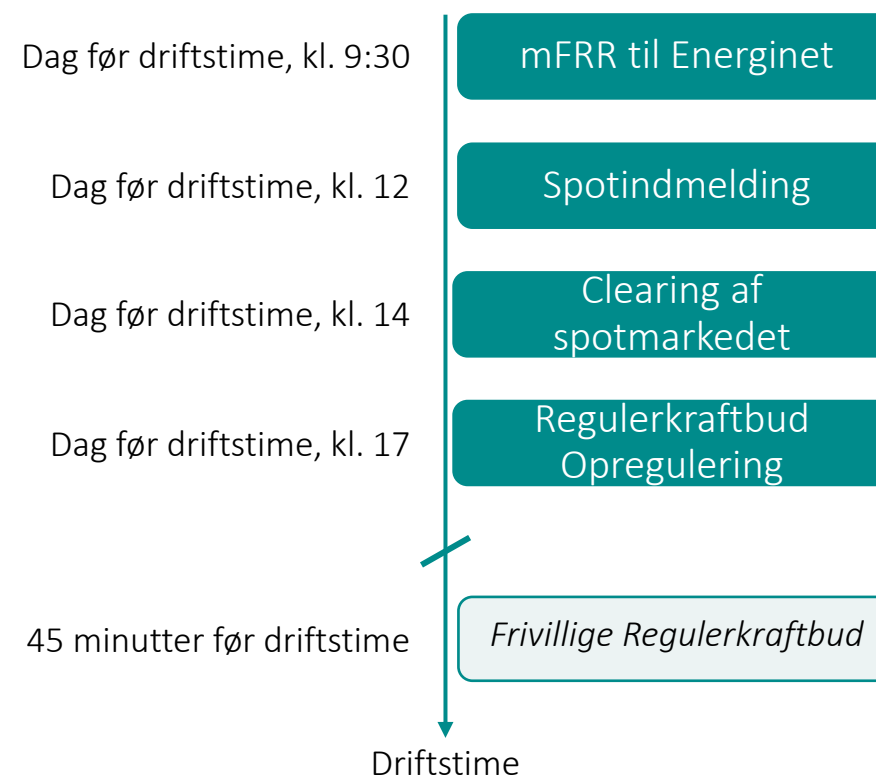 Dag før driftstime, kl. 9:30
mFRR til Energinet
Dag før driftstime, kl. 12
Spotindmelding
Dag før driftstime, kl. 14
Clearing af
spotmarkedet
Dag før driftstime, kl. 17
Regulerkraftbud
Opregulering
45 minutter før driftstime
Frivillige Regulerkraftbud
Driftstime